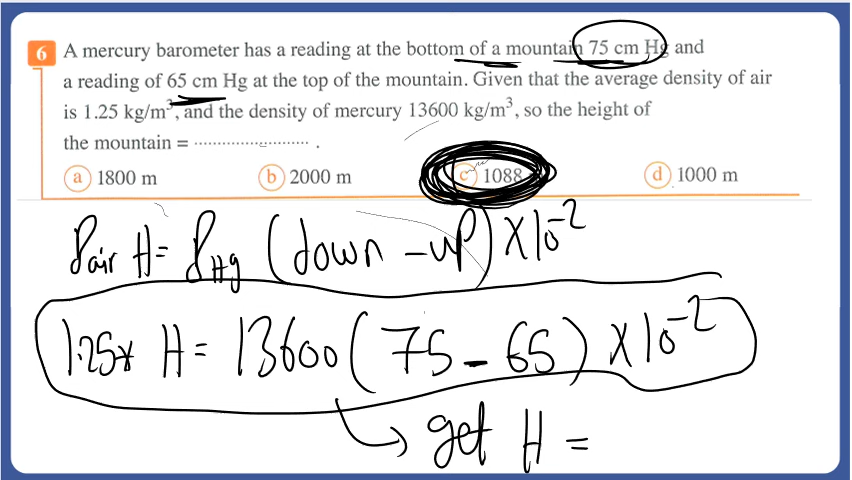 6 A mercury barometer has a reading at the bottom of a mountain 75 cm Hg and
a reading of 65 cm Hg at the top of the mountain. Given that the average density of air
is 1.25 kg/m³, and the density of mercury 13600 kg/m³, so the height of
the mountain = ............................ .
a 1800 m b 2000 m c 1088 d 1000 m
ρair H = ρHg (down - up) × 10⁻²
1.25 × H = 13600 (75 - 65) × 10⁻²
get H =